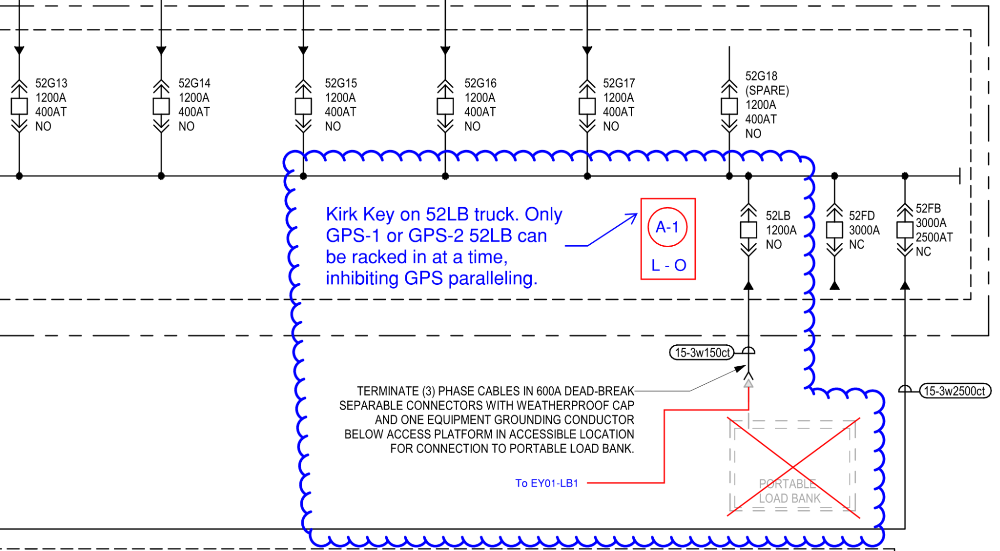 52G13
1200A
400AT
NO
52G14
1200A
400AT
NO
52G15
1200A
400AT
NO
52G16
1200A
400AT
NO
52G17
1200A
400AT
NO
52G18
(SPARE)
1200A
400AT
NO
Kirk Key on 52LB truck. Only
GPS-1 or GPS-2 52LB can
be racked in at a time,
inhibiting GPS paralleling.
A-1
L - O
52LB
1200A
NO
52FD
3000A
NC
52FB
3000A
2500AT
NC
15-3w150ct
15-3w2500ct
TERMINATE (3) PHASE CABLES IN 600A DEAD-BREAK
SEPARABLE CONNECTORS WITH WEATHERPROOF CAP
AND ONE EQUIPMENT GROUNDING CONDUCTOR
BELOW ACCESS PLATFORM IN ACCESSIBLE LOCATION
FOR CONNECTION TO PORTABLE LOAD BANK.
To EY01-LB1
PORTABLE
LOAD BANK